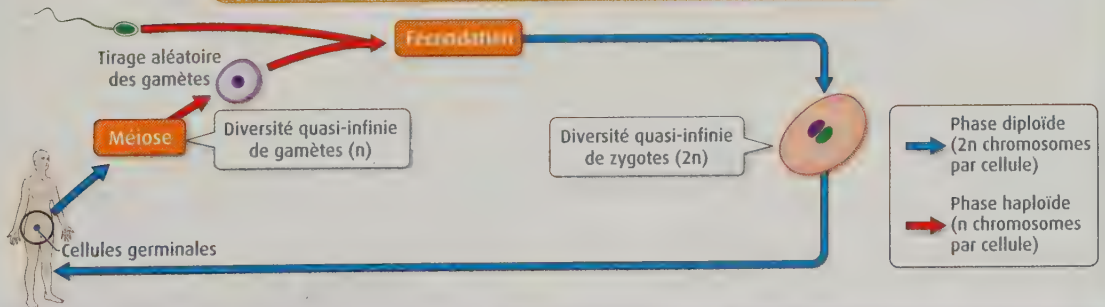 Tirage aléatoire
des gamètes
Fécondation
Méiose
Diversité quasi-infinie
de gamètes (n)
Diversité quasi-infinie
de zygotes (2n)
Cellules germinales
Phase diploïde
(2n chromosomes
par cellule)
Phase haploïde
(n chromosomes
par cellule)